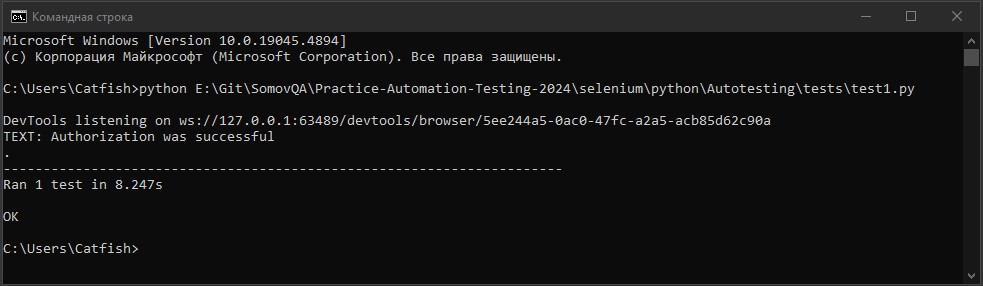 Командная строка
Microsoft Windows [Version 10.0.19045.4894]
(c) Корпорация Майкрософт (Microsoft Corporation). Все права защищены.
C:\Users\Catfish>python E:\Git\SomovQA\Practice-Automation-Testing-2024\selenium\python\Autotesting\tests\test1.py
DevTools listening on ws://127.0.0.1:63489/devtools/browser/5ee244a5-0ac0-47fc-a2a5-acb85d62c90a
TEXT: Authorization was successful
.
----------------------------------------------------------------------
Ran 1 test in 8.247s
OK
C:\Users\Catfish>